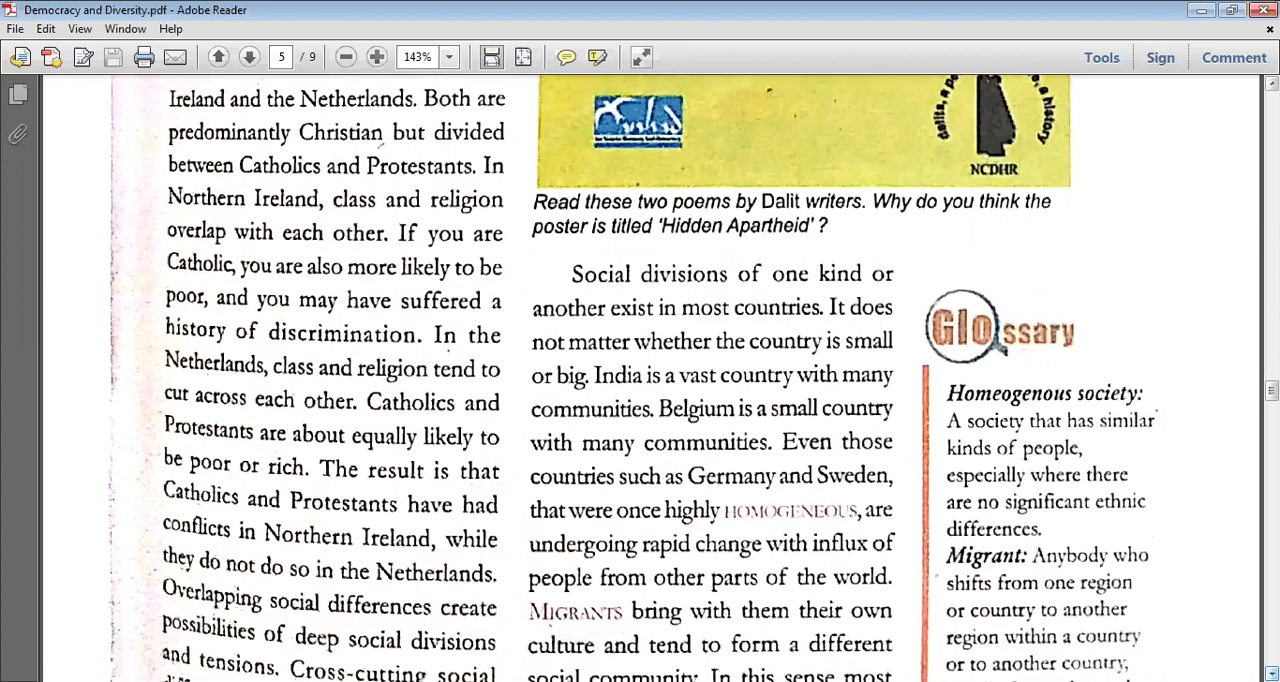 Democracy and Diversity.pdf - Adobe Reader
File Edit View Window Help
5 / 9 143% Tools Sign Comment
Ireland and the Netherlands. Both are
predominantly Christian but divided
between Catholics and Protestants. In
Northern Ireland, class and religion
overlap with each other. If you are
Catholic, you are also more likely to be
poor, and you may have suffered a
history of discrimination. In the
Netherlands, class and religion tend to
cut across each other. Catholics and
Protestants are about equally likely to
be poor or rich. The result is that
Catholics and Protestants have had
conflicts in Northern Ireland, while
they do not do so in the Netherlands.
Overlapping social differences create
possibilities of deep social divisions
and tensions. Cross-cutting social
dalits, a
a history
NCDHR
Read these two poems by Dalit writers. Why do you think the
poster is titled 'Hidden Apartheid' ?
Social divisions of one kind or
another exist in most countries. It does
not matter whether the country is small
or big. India is a vast country with many
communities. Belgium is a small country
with many communities. Even those
countries such as Germany and Sweden,
that were once highly HOMOGENEOUS, are
undergoing rapid change with influx of
people from other parts of the world.
MIGRANTS bring with them their own
culture and tend to form a different
social community. In this sense most
Glossary
Homeogenous society:
A society that has similar
kinds of people,
especially where there
are no significant ethnic
differences.
Migrant: Anybody who
shifts from one region
or country to another
region within a country
or to another country,